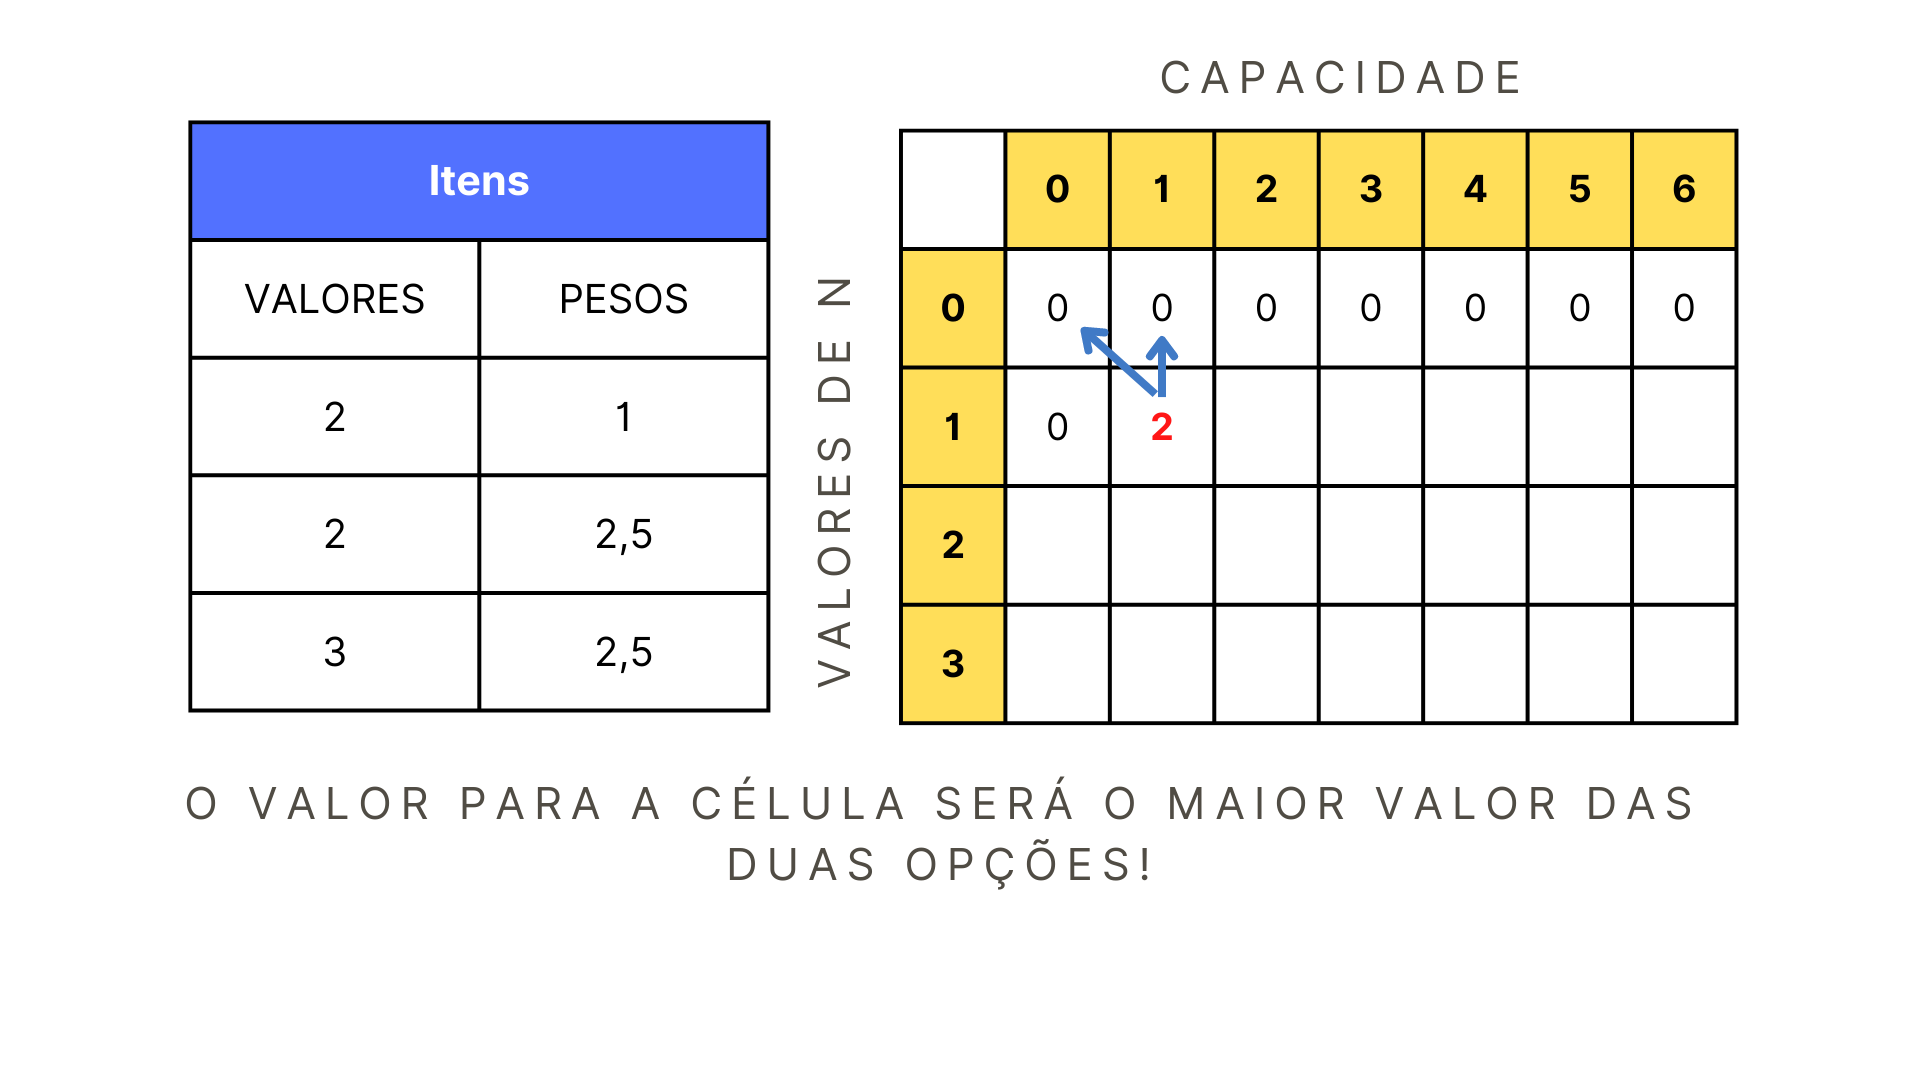 CAPACIDADE
Itens
VALORES PESOS
2 1
2 2,5
3 2,5
VALORES DE N
0 1 2 3 4 5 6
0 0 0 0 0 0 0 0
1 0 2
2
3
O VALOR PARA A CÉLULA SERÁ O MAIOR VALOR DAS
DUAS OPÇÕES!